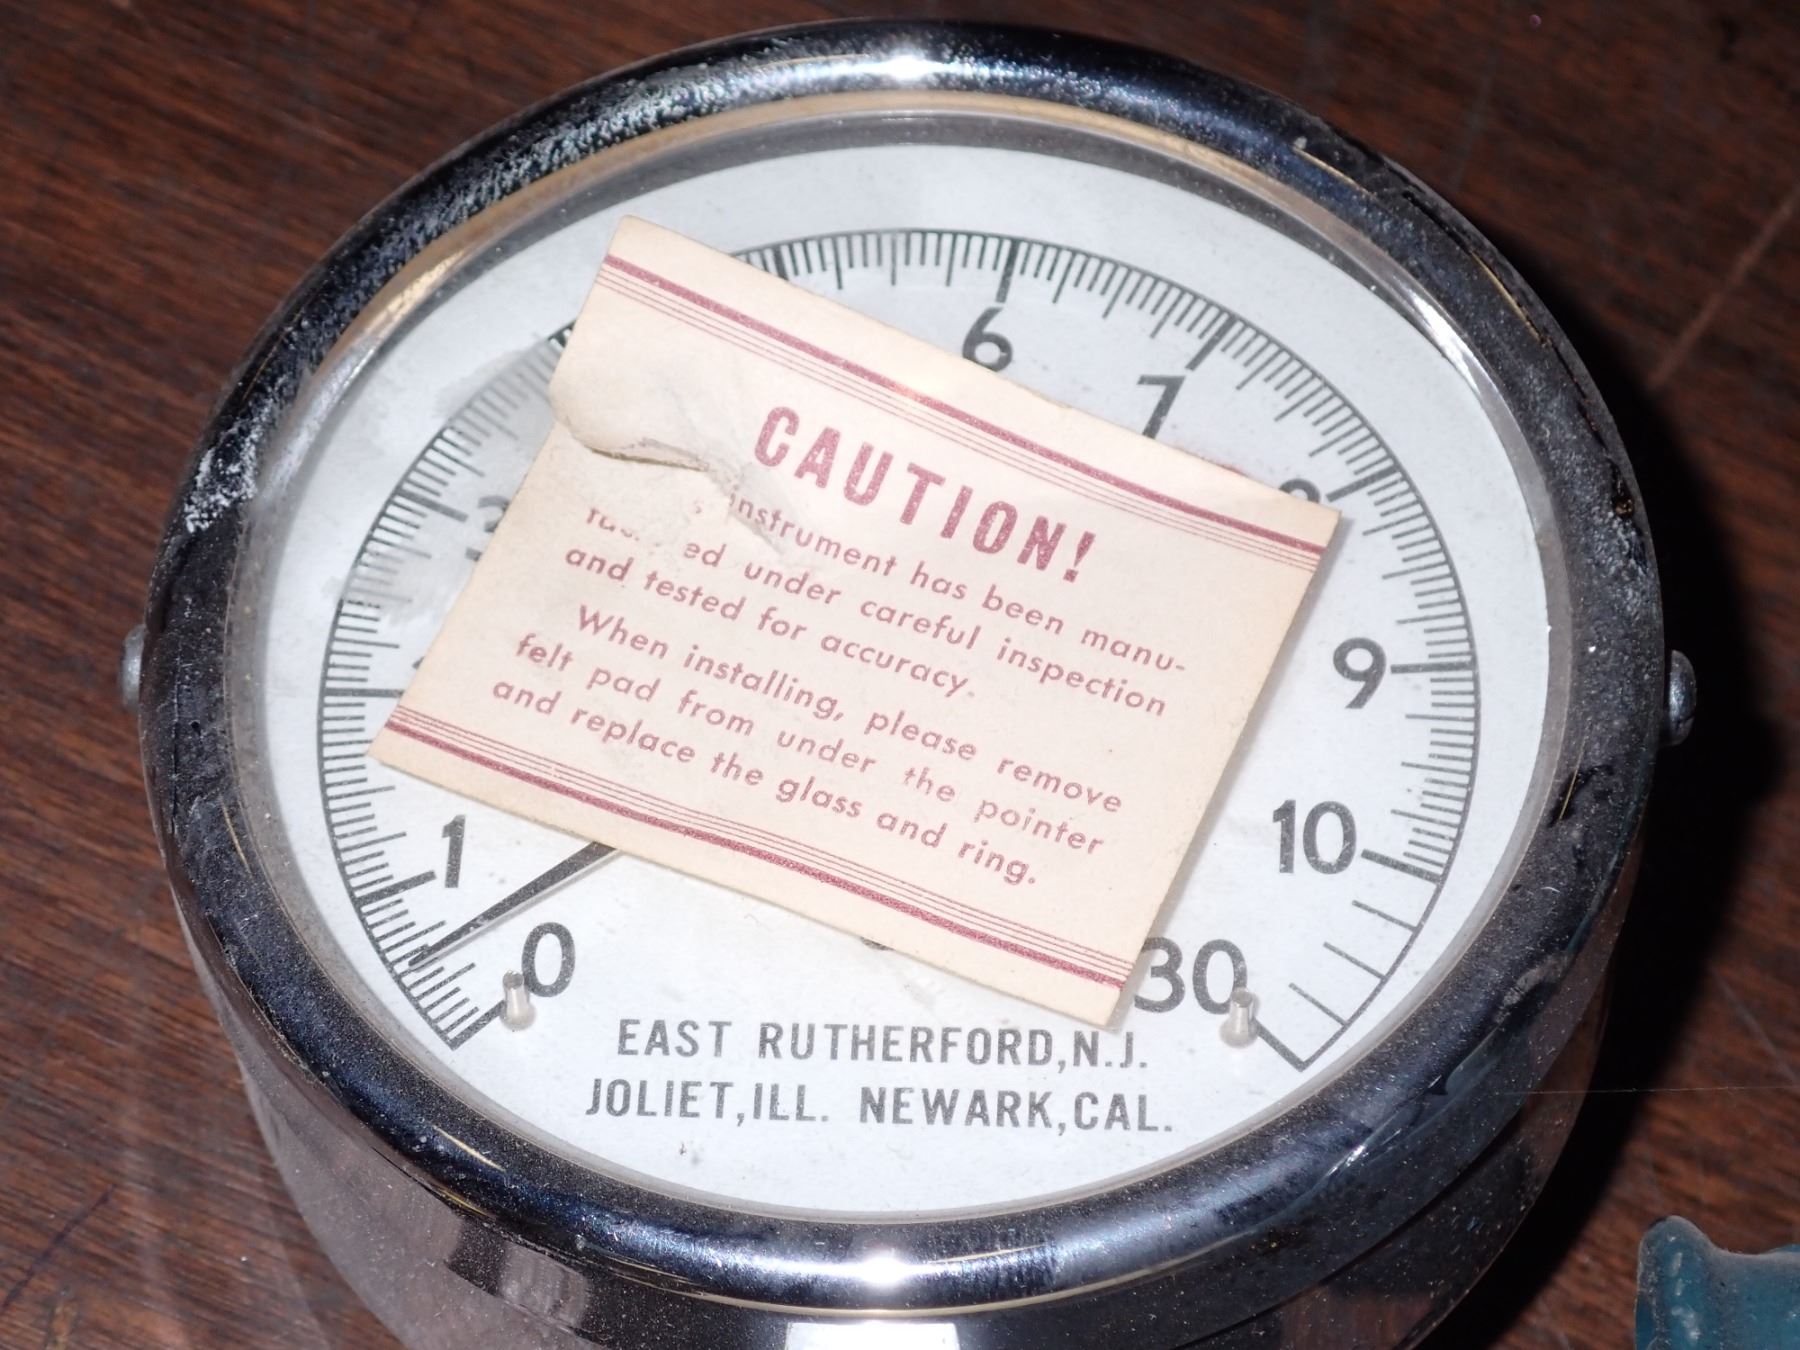 6
7
CAUTION!
instrument has been manu-
ed under careful inspection
and tested for accuracy.
When installing, please remove
felt pad from under the pointer
and replace the glass and ring.
9
10
1
0
30
EAST RUTHERFORD, N.J.
JOLIET, ILL. NEWARK, CAL.